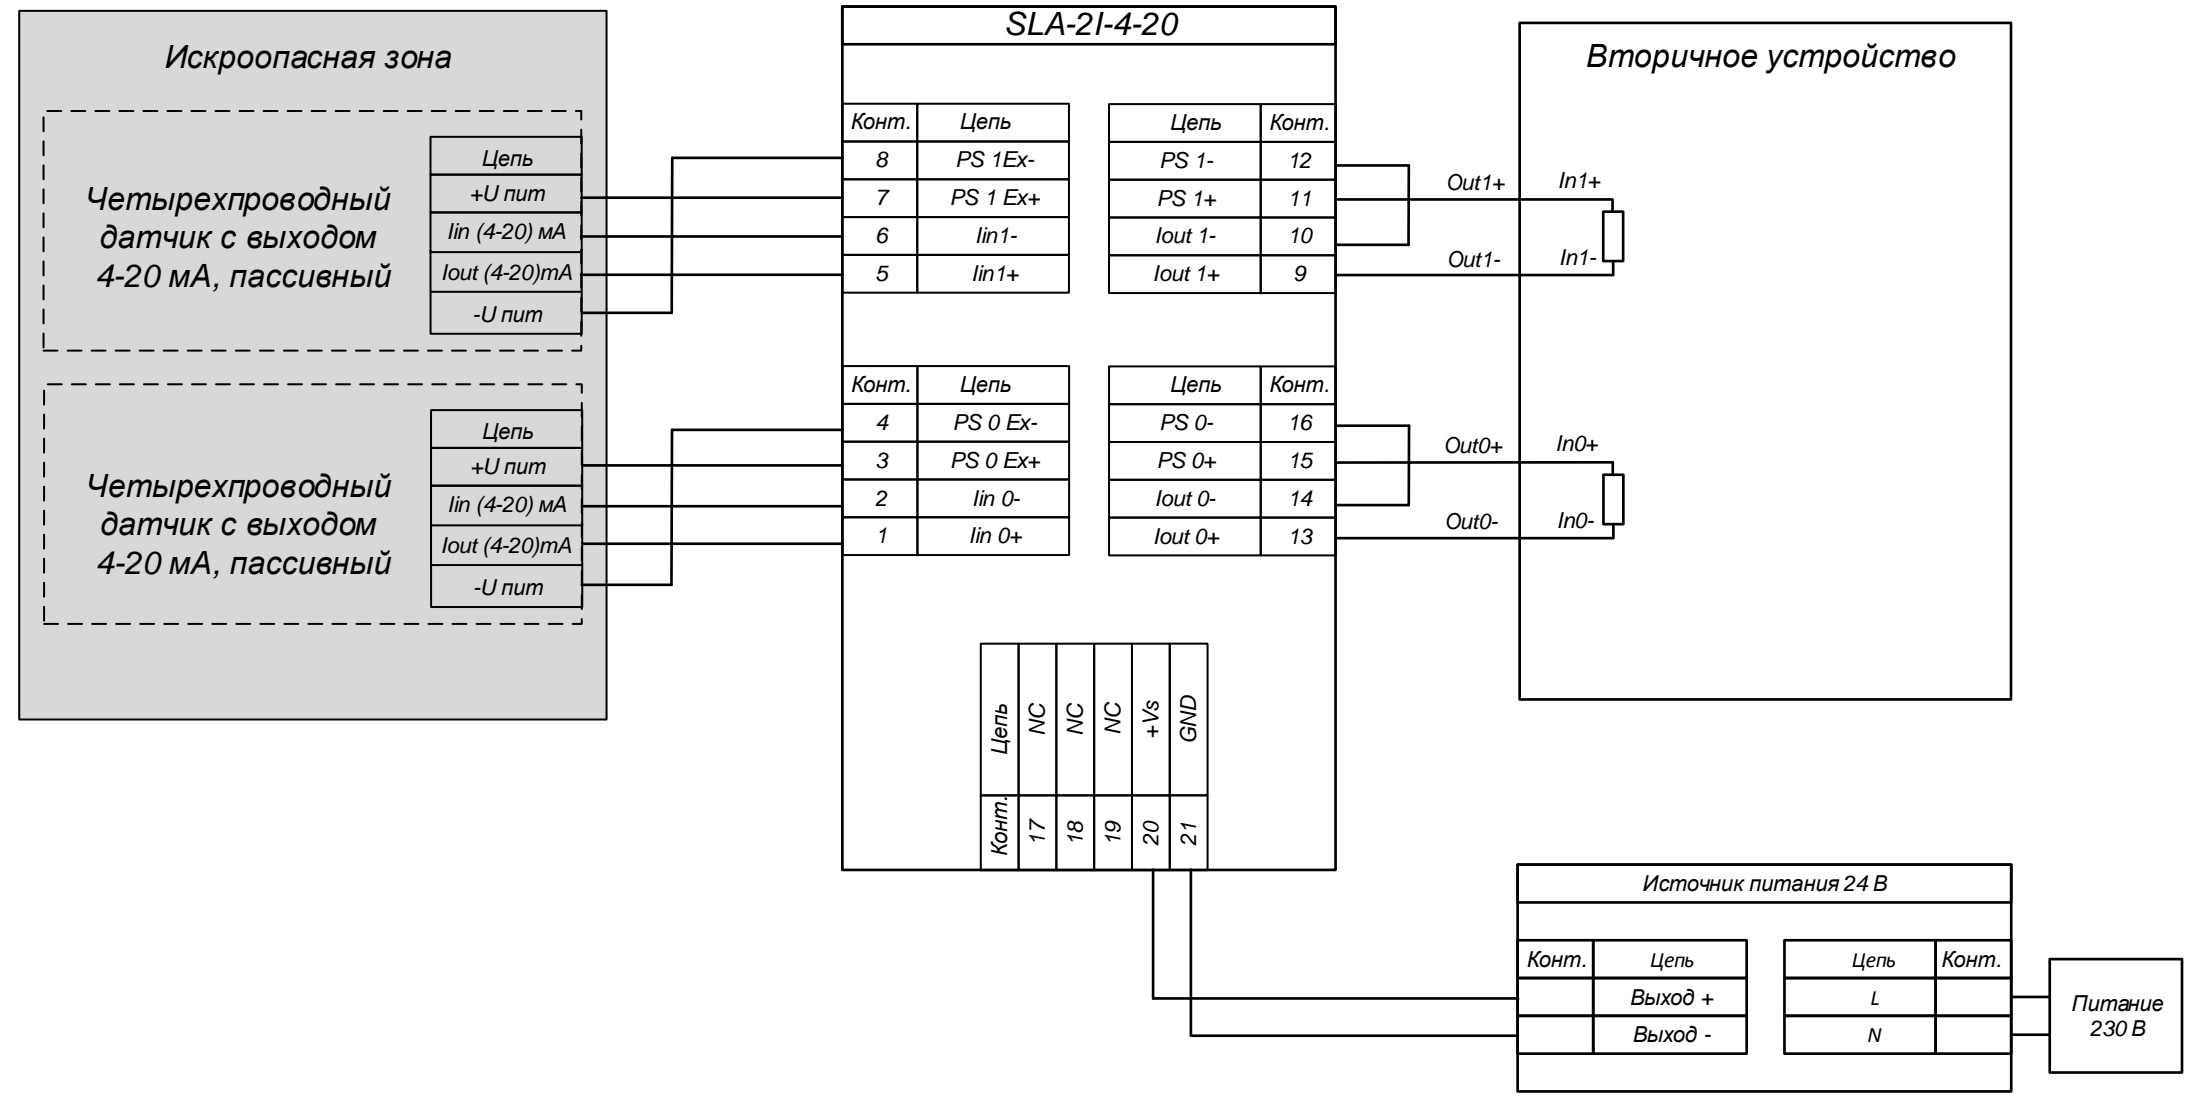 Искроопасная зона
Четырехпроводный
датчик с выходом
4-20 мА, пассивный
Цепь
+U пит
Iin (4-20) мА
Iout (4-20)mA
-U пит
Четырехпроводный
датчик с выходом
4-20 мА, пассивный
Цепь
+U пит
Iin (4-20) мА
Iout (4-20)mA
-U пит
SLA-2I-4-20
Конт. Цепь
8 PS 1Ex-
7 PS 1 Ex+
6 Iin1-
5 Iin1+
Цепь Конт.
PS 1- 12
PS 1+ 11
Iout 1- 10
Iout 1+ 9
Конт. Цепь
4 PS 0 Ex-
3 PS 0 Ex+
2 Iin 0-
1 Iin 0+
Цепь Конт.
PS 0- 16
PS 0+ 15
Iout 0- 14
Iout 0+ 13
Цепь NC NC NC +Vs GND
Конт. 17 18 19 20 21
Вторичное устройство
Out1+ In1+
Out1- In1-
Out0+ In0+
Out0- In0-
Источник питания 24 В
Конт. Цепь
Выход +
Выход -
Цепь Конт.
L
N
Питание
230 В